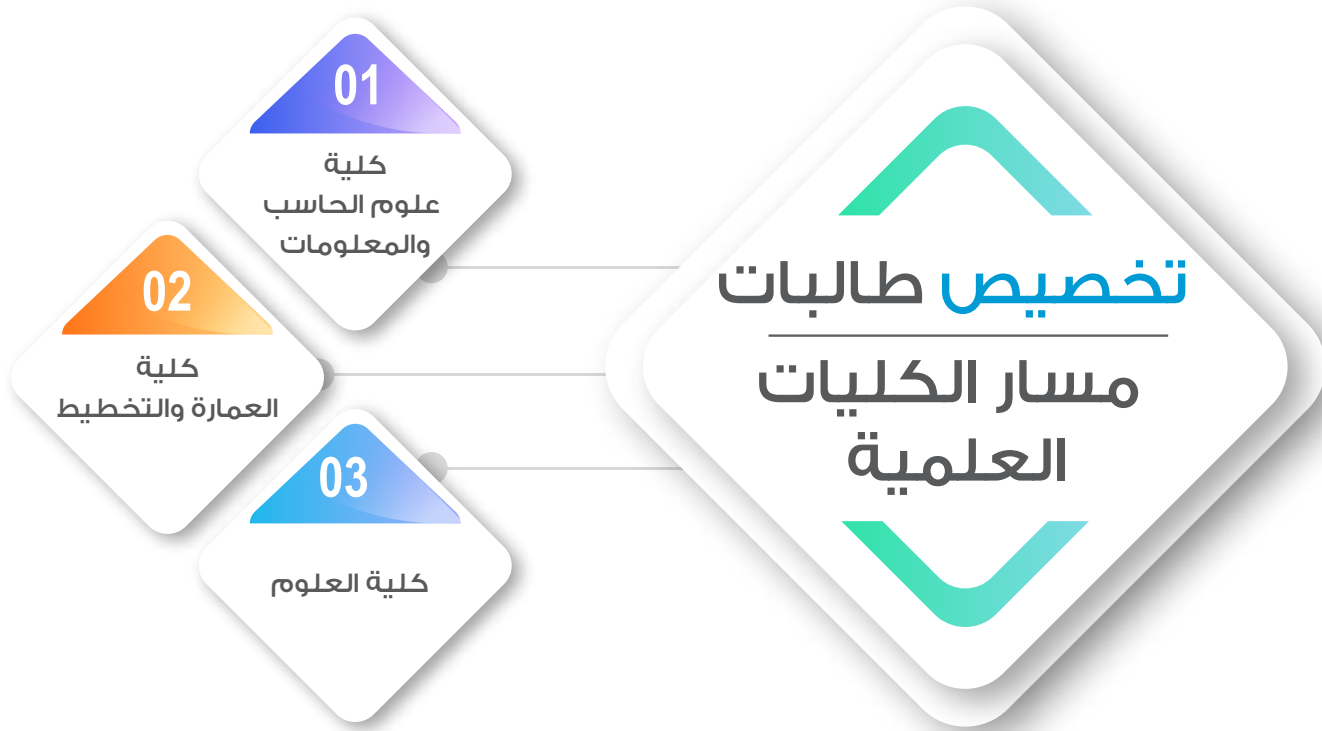 تخصيص طالبات
مسار الكليات
العلمية
01
كلية
علوم الحاسب
والمعلومات
02
كلية
العمارة والتخطيط
03
كلية العلوم